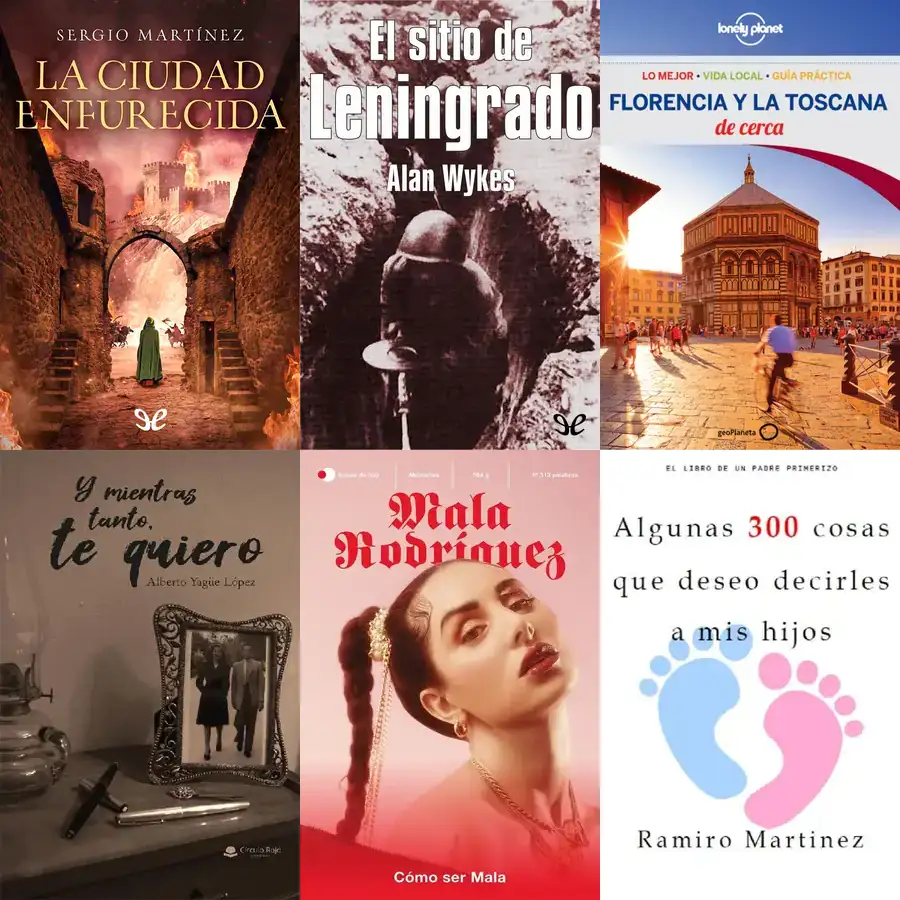 SERGIO MARTÍNEZ
LA CIUDAD
ENFURECIDA
El sitio de
Leningrado
Alan Wykes
lonely planet
LO MEJOR • VIDA LOCAL • GUÍA PRÁCTICA
FLORENCIA Y LA TOSCANA
de cerca
geoPlaneta
Y mientras
tanto,
te quiero
Alberto Yagüe López
Círculo Rojo
Mala
Rodríguez
Cómo ser Mala
EL LIBRO DE UN PADRE PRIMERIZO
Algunas 300 cosas
que deseo decirles
a mis hijos
Ramiro Martinez